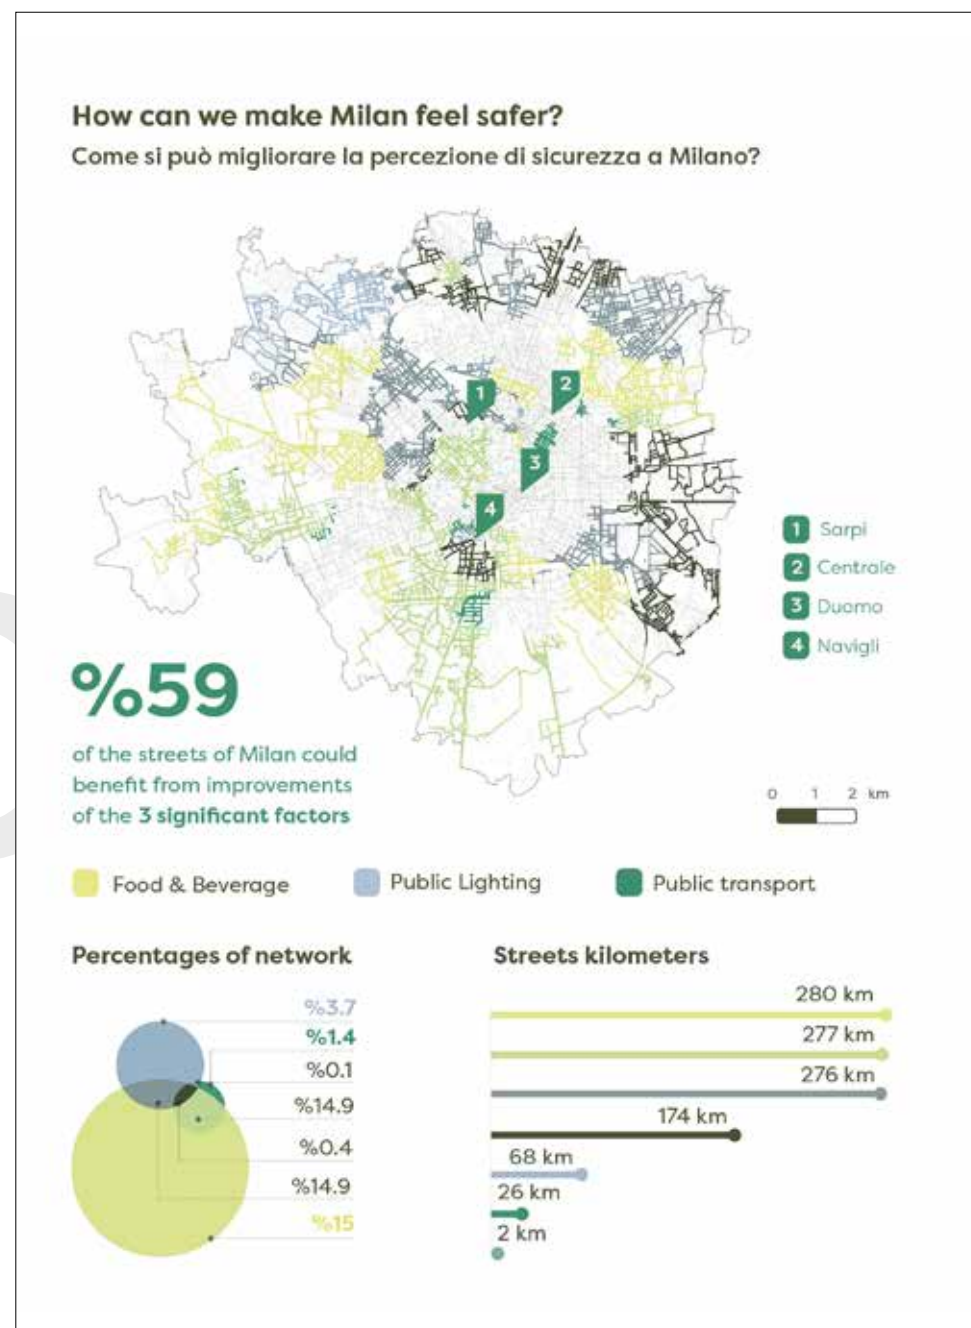 How can we make Milan feel safer?
Come si può migliorare la percezione di sicurezza a Milano?
1
2
3
4
1 Sarpi
2 Centrale
3 Duomo
4 Navigli
%59
of the streets of Milan could
benefit from improvements
of the 3 significant factors
0 1 2 km
Food & Beverage
Public Lighting
Public transport
Percentages of network
%3.7
%1.4
%0.1
%14.9
%0.4
%14.9
%15
Streets kilometers
280 km
277 km
276 km
174 km
68 km
26 km
2 km